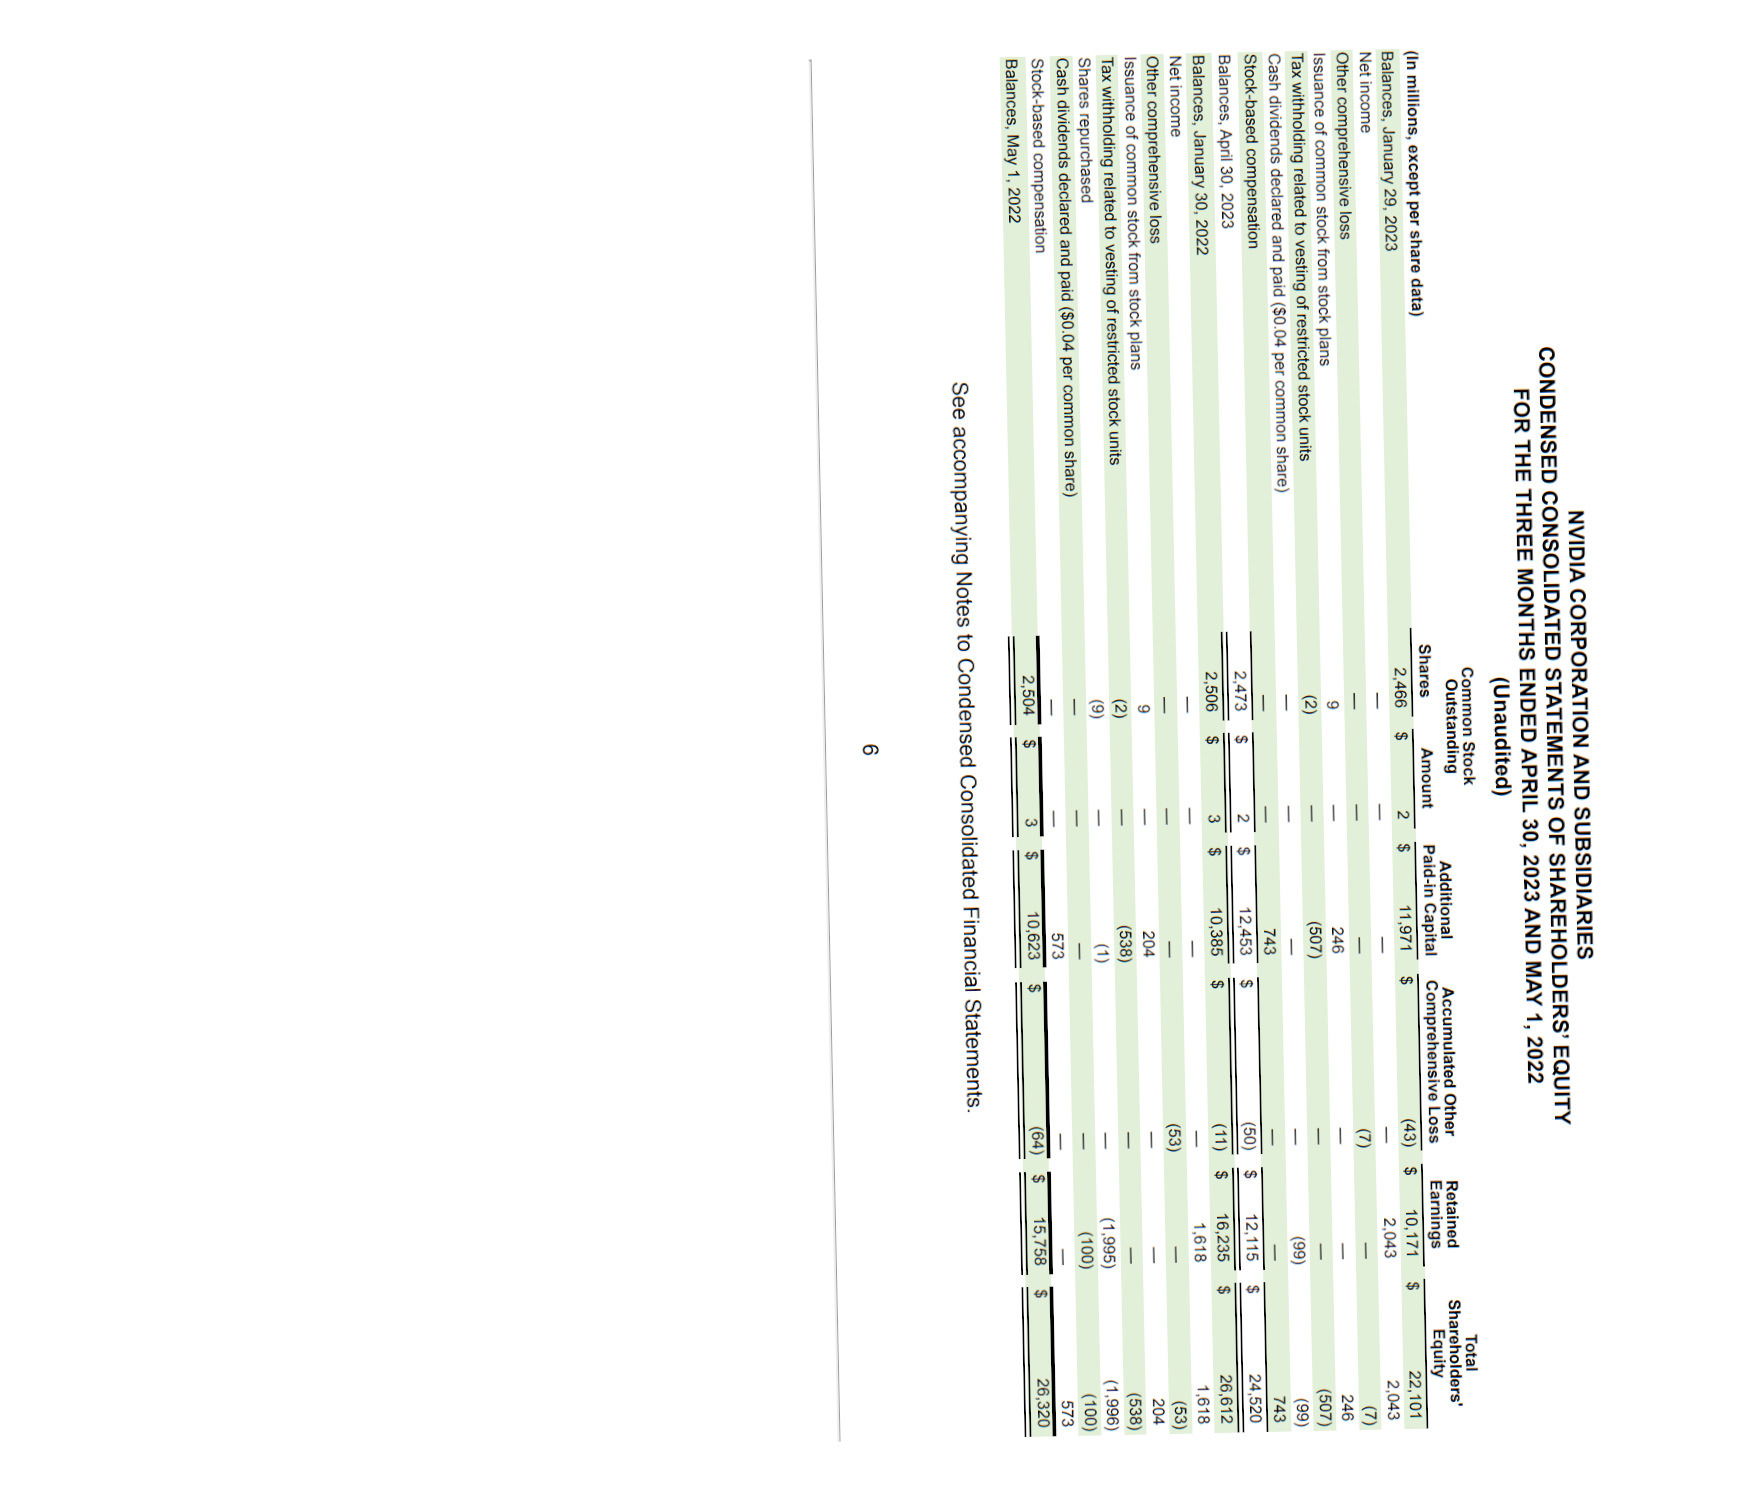 NVIDIA CORPORATION AND SUBSIDIARIES
CONDENSED CONSOLIDATED STATEMENTS OF SHAREHOLDERS' EQUITY
FOR THE THREE MONTHS ENDED APRIL 30, 2023 AND MAY 1, 2022
(Unaudited)
Common Stock Total
Outstanding Additional Accumulated Other Retained Shareholders'
(In millions, except per share data) Shares Amount Paid-in Capital Comprehensive Loss Earnings Equity
Balances, January 29, 2023 2,466 $ 2 $ 11,971 $ (43) $ 10,171 $ 22,101
Net income — — — — 2,043 2,043
Other comprehensive loss — — — (7) — (7)
Issuance of common stock from stock plans 9 — 246 — — 246
Tax withholding related to vesting of restricted stock units (2) — (507) — — (507)
Cash dividends declared and paid ($0.04 per common share) — — — — (99) (99)
Stock-based compensation — — 743 — — 743
Balances, April 30, 2023 2,473 $ 2 $ 12,453 $ (50) $ 12,115 $ 24,520
Balances, January 30, 2022 2,506 $ 3 $ 10,385 $ (11) $ 16,235 $ 26,612
Net income — — — — 1,618 1,618
Other comprehensive loss — — — (53) — (53)
Issuance of common stock from stock plans 9 — 204 — — 204
Tax withholding related to vesting of restricted stock units (2) — (538) — — (538)
Shares repurchased (9) — (1) — (1,995) (1,996)
Cash dividends declared and paid ($0.04 per common share) — — — — (100) (100)
Stock-based compensation — — 573 — — 573
Balances, May 1, 2022 2,504 $ 3 $ 10,623 $ (64) $ 15,758 $ 26,320
See accompanying Notes to Condensed Consolidated Financial Statements.
6